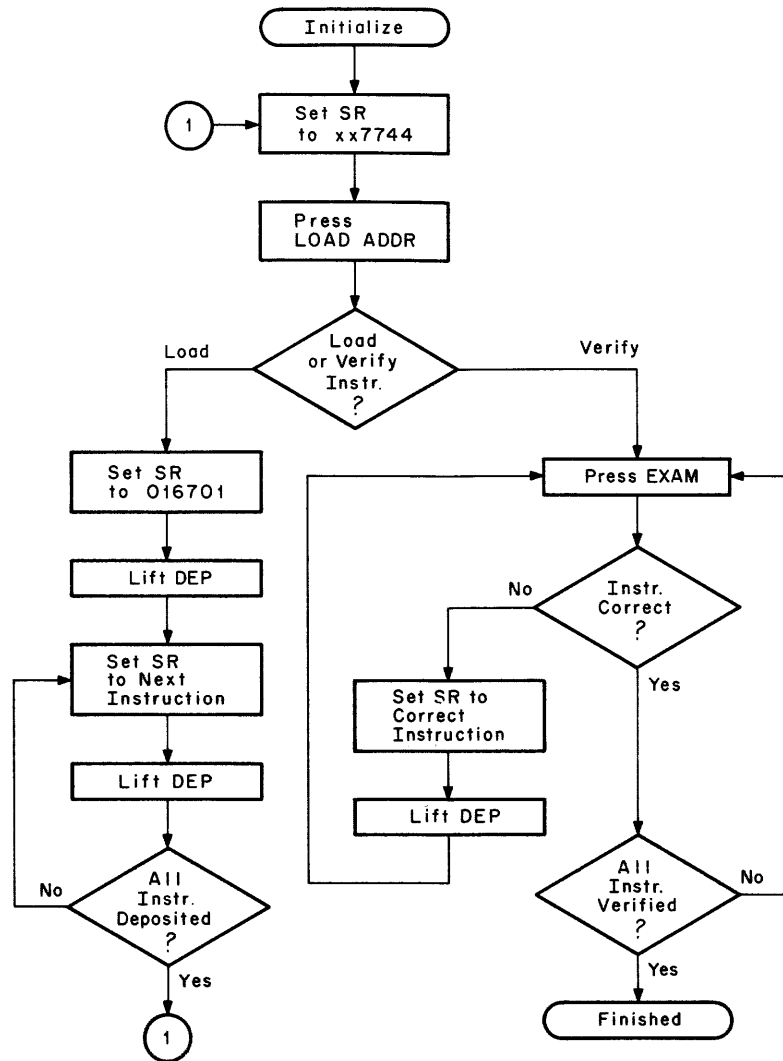 Initialize
1
Set SR
to xx7744
Press
LOAD ADDR
Load
or Verify
Instr.
?
Load
Verify
Set SR
to 016701
Lift DEP
Set SR
to Next
Instruction
Lift DEP
All
Instr.
Deposited
?
No
Yes
1
Press EXAM
Instr.
Correct
?
No
Yes
Set SR to
Correct
Instruction
Lift DEP
All
Instr.
Verified
?
No
Yes
Finished